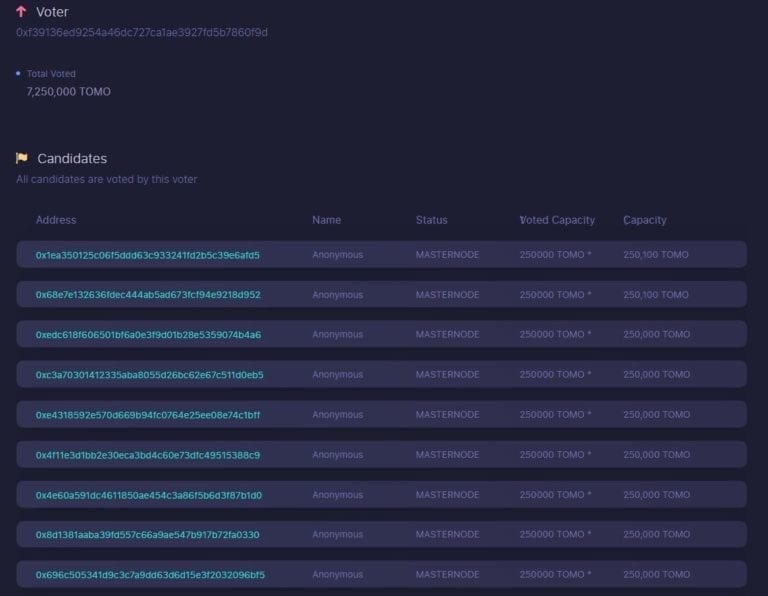 Voter
0xf39136ed9254a46dc727ca1ae3927fd5b7860f9d
Total Voted
7,250,000 TOMO
Candidates
All candidates are voted by this voter
Address Name Status Voted Capacity Capacity
0x1ea350125c06f5ddd63c933241fd2b5c39e6afd5 Anonymous MASTERNODE 250000 TOMO * 250,100 TOMO
0x68e7e132636fdec444ab5ad673fcf94e9218d952 Anonymous MASTERNODE 250000 TOMO * 250,100 TOMO
0xedc618f606501bf6a0e3f9d01b28e5359074b4a6 Anonymous MASTERNODE 250000 TOMO * 250,000 TOMO
0xc3a70301412335aba8055d26bc62e67c511d0eb5 Anonymous MASTERNODE 250000 TOMO * 250,000 TOMO
0xe4318592e570d669b94fc0764e25ee08e74c1bff Anonymous MASTERNODE 250000 TOMO * 250,000 TOMO
0x4f11e3d1bb2e30eca3bd4c60e73dfc49515388c9 Anonymous MASTERNODE 250000 TOMO * 250,000 TOMO
0x4e60a591dc4611850ae454c3a86f5b6d3f87b1d0 Anonymous MASTERNODE 250000 TOMO * 250,000 TOMO
0x8d1381aaba39fd557c66a9ae547b917b72fa0330 Anonymous MASTERNODE 250000 TOMO * 250,000 TOMO
0x696c505341d9c3c7a9dd63d6d15e3f2032096bf5 Anonymous MASTERNODE 250000 TOMO * 250,000 TOMO